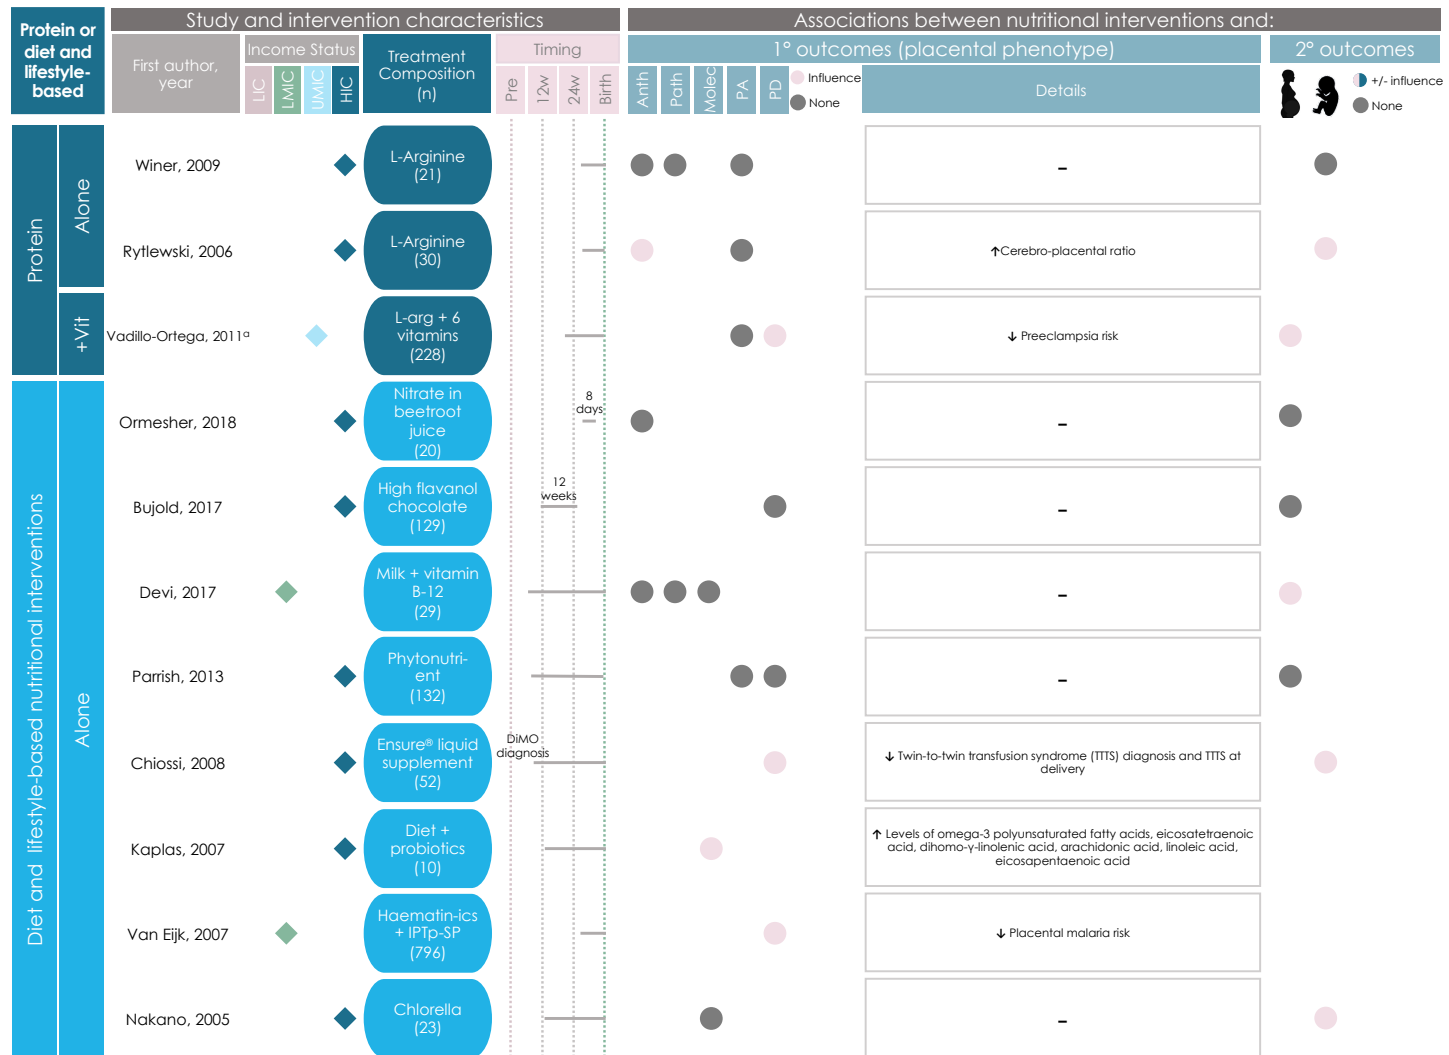 Protein or
diet and
lifestyle-
based
Study and intervention characteristics
Associations between nutritional interventions and:
First author,
year
Income Status
LIC
LMIC
UMIC
HIC
Treatment
Composition
(n)
Timing
Pre
12w
24w
Birth
1° outcomes (placental phenotype)
Anth
Path
Molec
PA
PD
Influence
None
Details
2° outcomes
+/- influence
None
Protein
Alone
Winer, 2009
L-Arginine
(21)
–
Rytlewski, 2006
L-Arginine
(30)
↑Cerebro-placental ratio
+Vit
Vadillo-Ortega, 2011ᵅ
L-arg + 6
vitamins
(228)
↓ Preeclampsia risk
Diet and lifestyle-based nutritional interventions
Alone
Ormesher, 2018
Nitrate in
beetroot
juice
(20)
8
days
–
Bujold, 2017
High flavanol
chocolate
(129)
12
weeks
–
Devi, 2017
Milk + vitamin
B-12
(29)
–
Parrish, 2013
Phytonutri-
ent
(132)
–
Chiossi, 2008
Ensure® liquid
supplement
(52)
DiMO
diagnosis
↓ Twin-to-twin transfusion syndrome (TTTS) diagnosis and TTTS at
delivery
Kaplas, 2007
Diet +
probiotics
(10)
↑ Levels of omega-3 polyunsaturated fatty acids, eicosatetraenoic
acid, dihomo-γ-linolenic acid, arachidonic acid, linoleic acid,
eicosapentaenoic acid
Van Eijk, 2007
Haematin-ics
+ IPTp-SP
(796)
↓ Placental malaria risk
Nakano, 2005
Chlorella
(23)
–